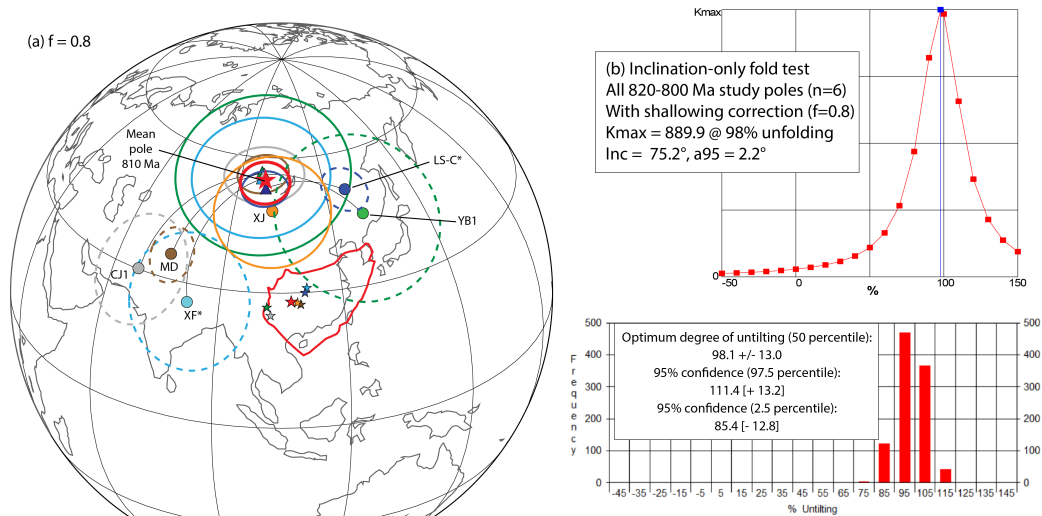 (a) f = 0.8
Mean
pole
810 Ma
LS-C*
XJ
YB1
CJ1
MD
XF*
Kmax
(b) Inclination-only fold test
All 820-800 Ma study poles (n=6)
With shallowing correction (f=0.8)
Kmax = 889.9 @ 98% unfolding
Inc = 75.2°, a95 = 2.2°
0
-50 0 50 100 150
%
Optimum degree of untilting (50 percentile):
98.1 +/- 13.0
95% confidence (97.5 percentile):
111.4 [+ 13.2]
95% confidence (2.5 percentile):
85.4 [- 12.8]
Frequency
500 500
400 400
300 300
200 200
100 100
0 0
-45 -35 -25 -15 -5 5 15 25 35 45 55 65 75 85 95 105 115 125 135 145
% Untilting